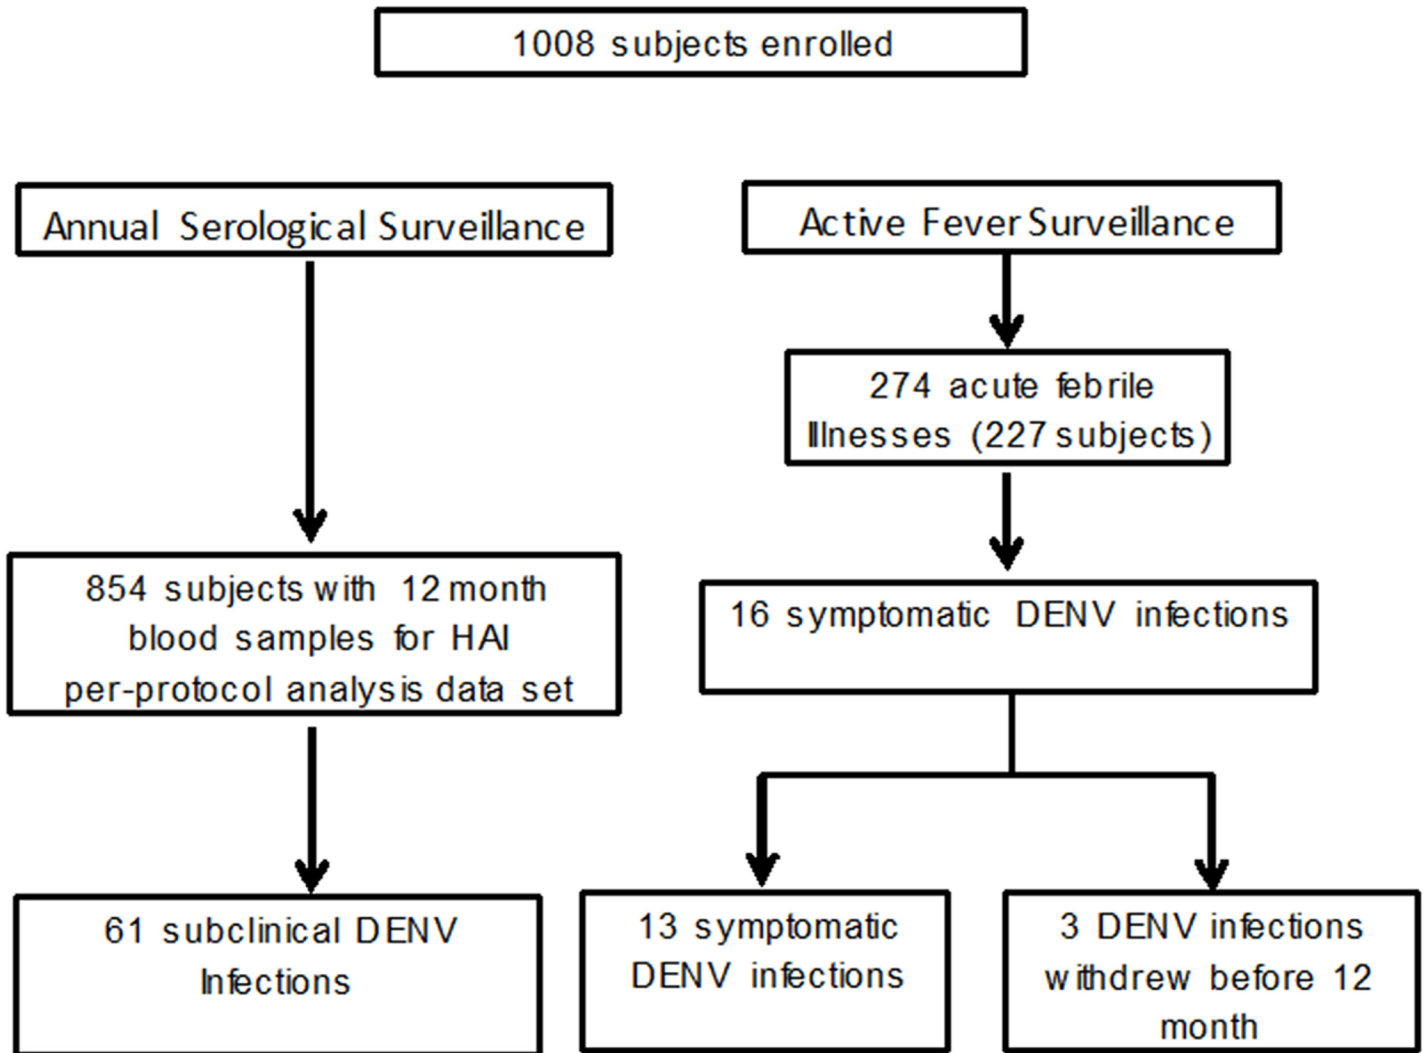 1008 subjects enrolled
Annual Serological Surveillance
Active Fever Surveillance
274 acute febrile
Illnesses (227 subjects)
854 subjects with 12 month
blood samples for HAI
per-protocol analysis data set
16 symptomatic DENV infections
61 subclinical DENV
Infections
13 symptomatic
DENV infections
3 DENV infections
withdrew before 12
month